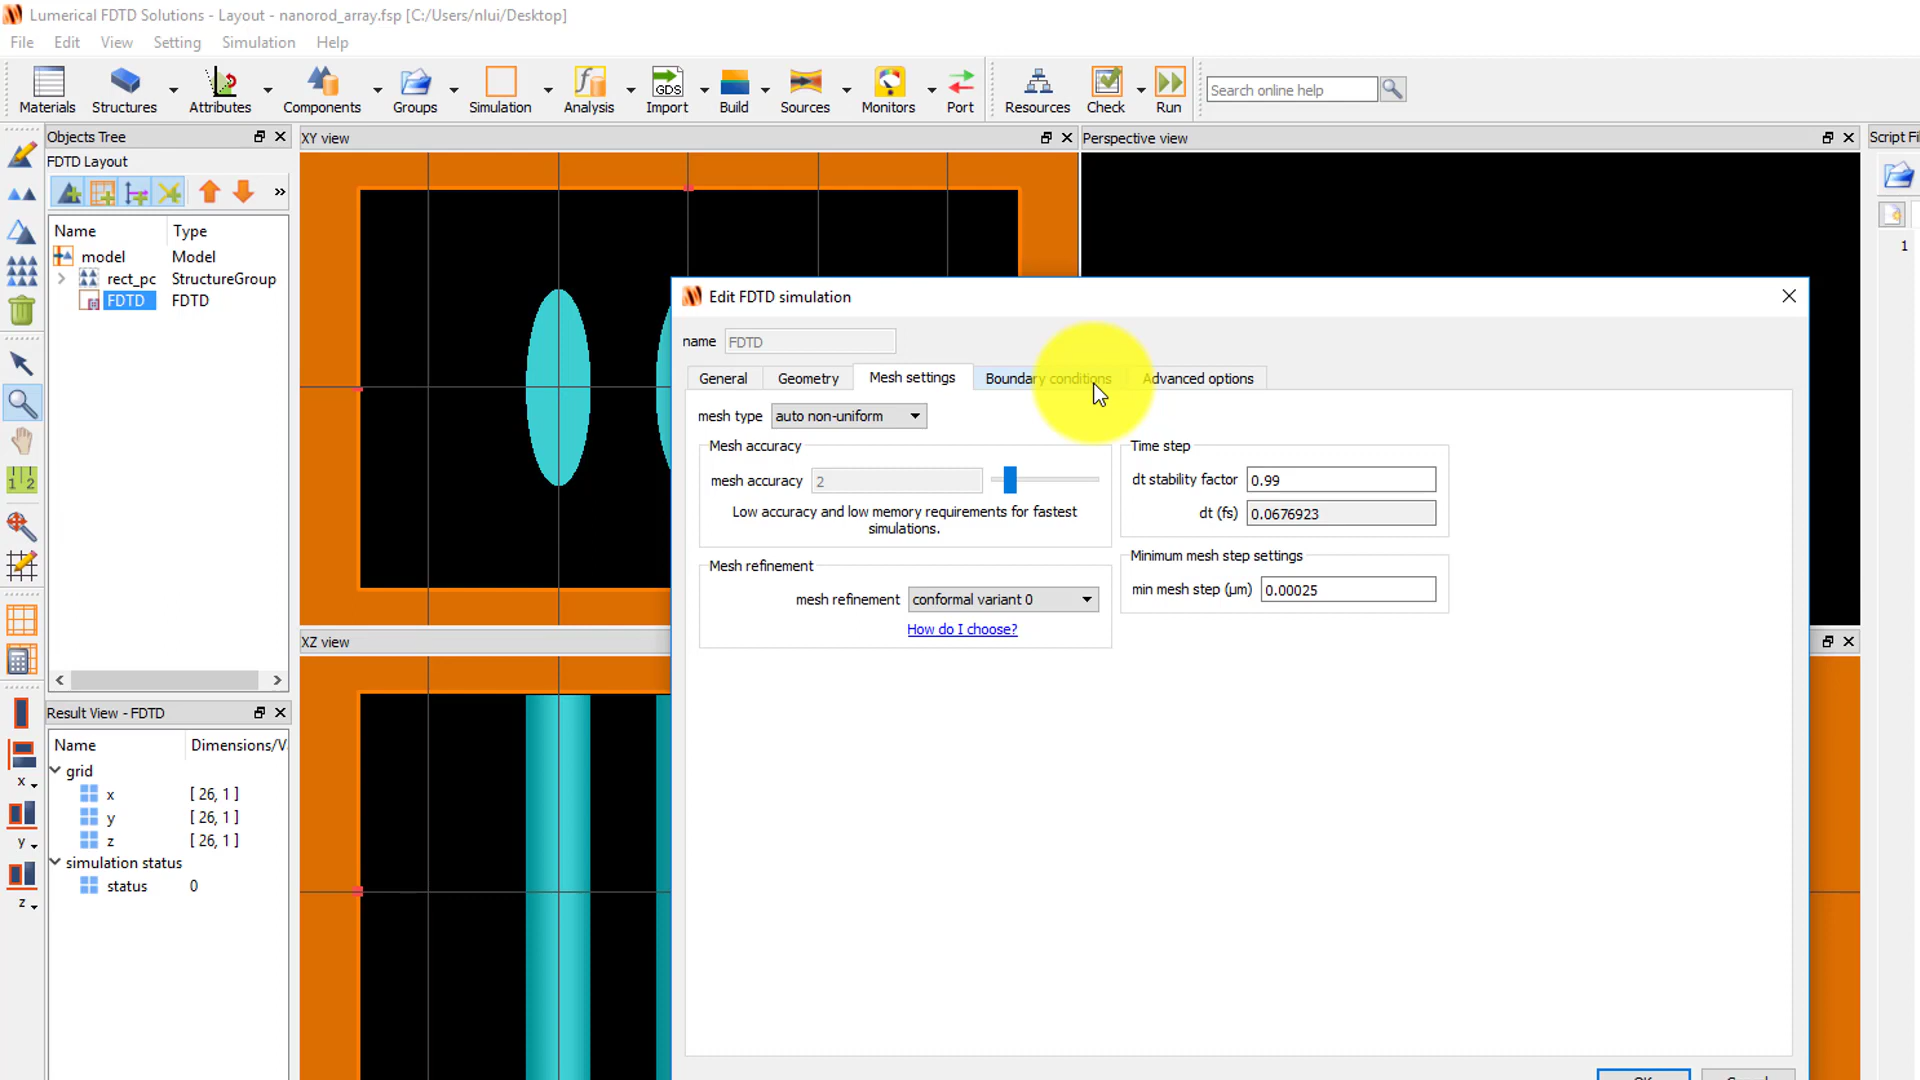 Lumerical FDTD Solutions - Layout - nanorod_array.fsp [C:/Users/nlui/Desktop]
File Edit View Setting Simulation Help
Materials Structures Attributes Components Groups Simulation Analysis GDS Import Build Sources Monitors Port Resources Check Run Search online help
Objects Tree
XY view
Perspective view
Script Fi
FDTD Layout
»
Name Type
model Model
rect_pc StructureGroup
FDTD FDTD
1
Edit FDTD simulation
name FDTD
General Geometry Mesh settings Boundary conditions Advanced options
mesh type auto non-uniform
Mesh accuracy
mesh accuracy 2
Low accuracy and low memory requirements for fastest
simulations.
Time step
dt stability factor 0.99
dt (fs) 0.0676923
Mesh refinement
mesh refinement conformal variant 0
How do I choose?
Minimum mesh step settings
min mesh step (µm) 0.00025
1 2
XZ view
Result View - FDTD
Name Dimensions/V
grid
x [ 26, 1 ]
y [ 26, 1 ]
z [ 26, 1 ]
simulation status
status 0
x
y
z